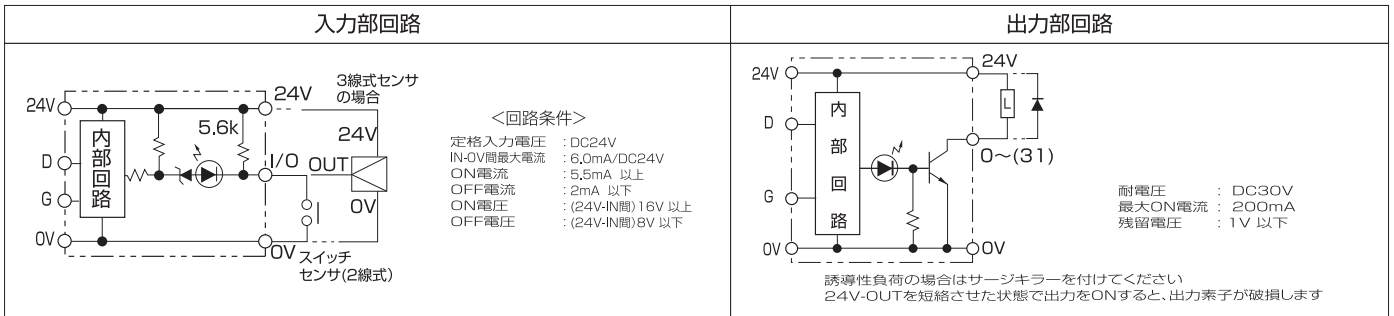 入力部回路
3線式センサ
の場合
24V
24V
5.6k
24V
内部回路
D
I/O
OUT
G
0V
0V
0V
スイッチ
センサ(2線式)
<回路条件>
定格入力電圧 : DC24V
IN-0V間最大電流 : 6.0mA/DC24V
ON電流 : 5.5mA 以上
OFF電流 : 2mA 以下
ON電圧 : (24V-IN間)16V 以上
OFF電圧 : (24V-IN間)8V 以下
出力部回路
24V
24V
L
内部回路
D
0~(31)
G
0V
0V
耐電圧 : DC30V
最大ON電流 : 200mA
残留電圧 : 1V 以下
誘導性負荷の場合はサージキラーを付けてください
24V-OUTを短絡させた状態で出力をONすると、出力素子が破損します